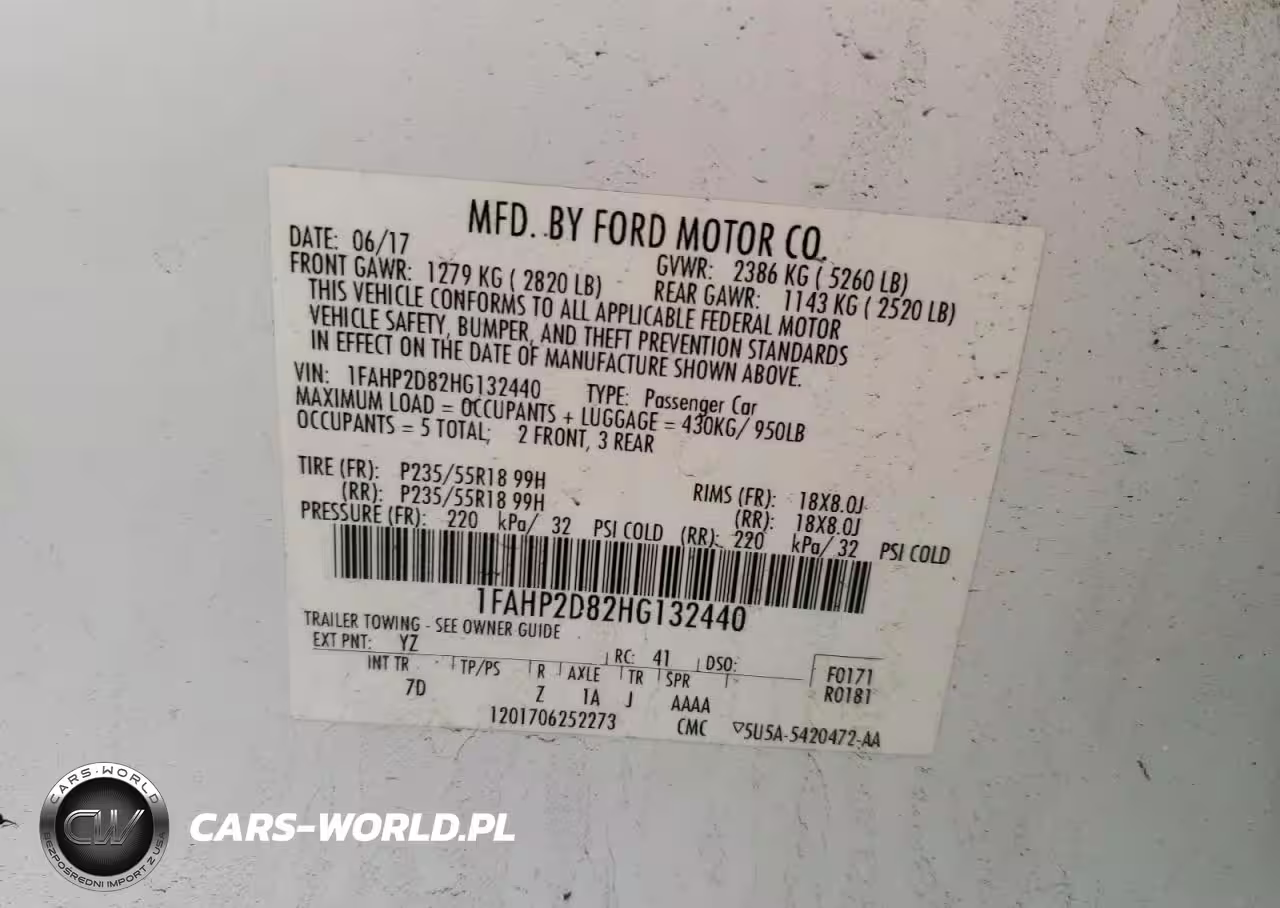 MFD. BY FORD MOTOR CO.
DATE: 06/17 GVWR: 2386 KG ( 5260 LB)
FRONT GAWR: 1279 KG ( 2820 LB) REAR GAWR: 1143 KG ( 2520 LB)
THIS VEHICLE CONFORMS TO ALL APPLICABLE FEDERAL MOTOR
VEHICLE SAFETY, BUMPER, AND THEFT PREVENTION STANDARDS
IN EFFECT ON THE DATE OF MANUFACTURE SHOWN ABOVE.
VIN: 1FAHP2D82HG132440 TYPE: Passenger Car
MAXIMUM LOAD = OCCUPANTS + LUGGAGE = 430KG/ 950LB
OCCUPANTS = 5 TOTAL; 2 FRONT, 3 REAR
TIRE (FR): P235/55R18 99H RIMS (FR): 18X8.0J
(RR): P235/55R18 99H (RR): 18X8.0J
PRESSURE (FR): 220 kPa/ 32 PSI COLD (RR): 220 kPa/ 32 PSI COLD
1FAHP2D82HG132440
TRAILER TOWING - SEE OWNER GUIDE
EXT PNT: YZ RC: 41 DSO: F0171
INT TR TP/PS R AXLE TR SPR R0181
7D Z 1A J AAAA
1201706252273 CMC ▽5U5A-5420472-AA
CARS-WORLD
CW
BEZPOŚREDNI IMPORT Z USA
CARS-WORLD.PL